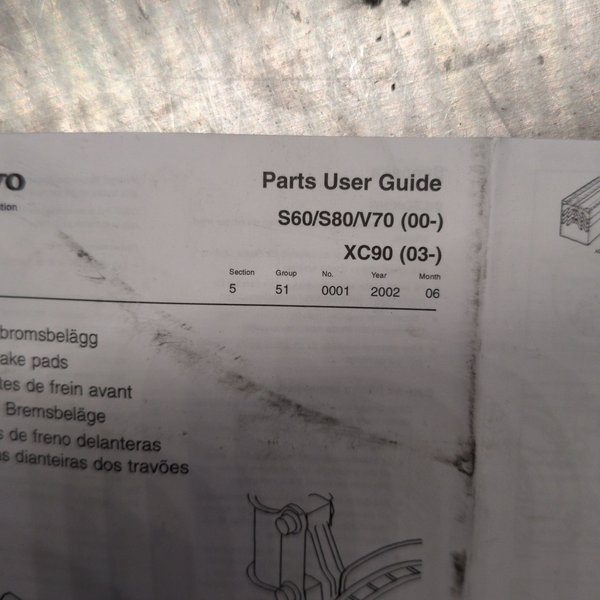 Parts User Guide
S60/S80/V70 (00-)
XC90 (03-)
Section Group No. Year Month
5 51 0001 2002 06
bromsbelägg
ake pads
tes de frein avant
Bremsbeläge
s de freno delanteras
as dianteiras dos travões